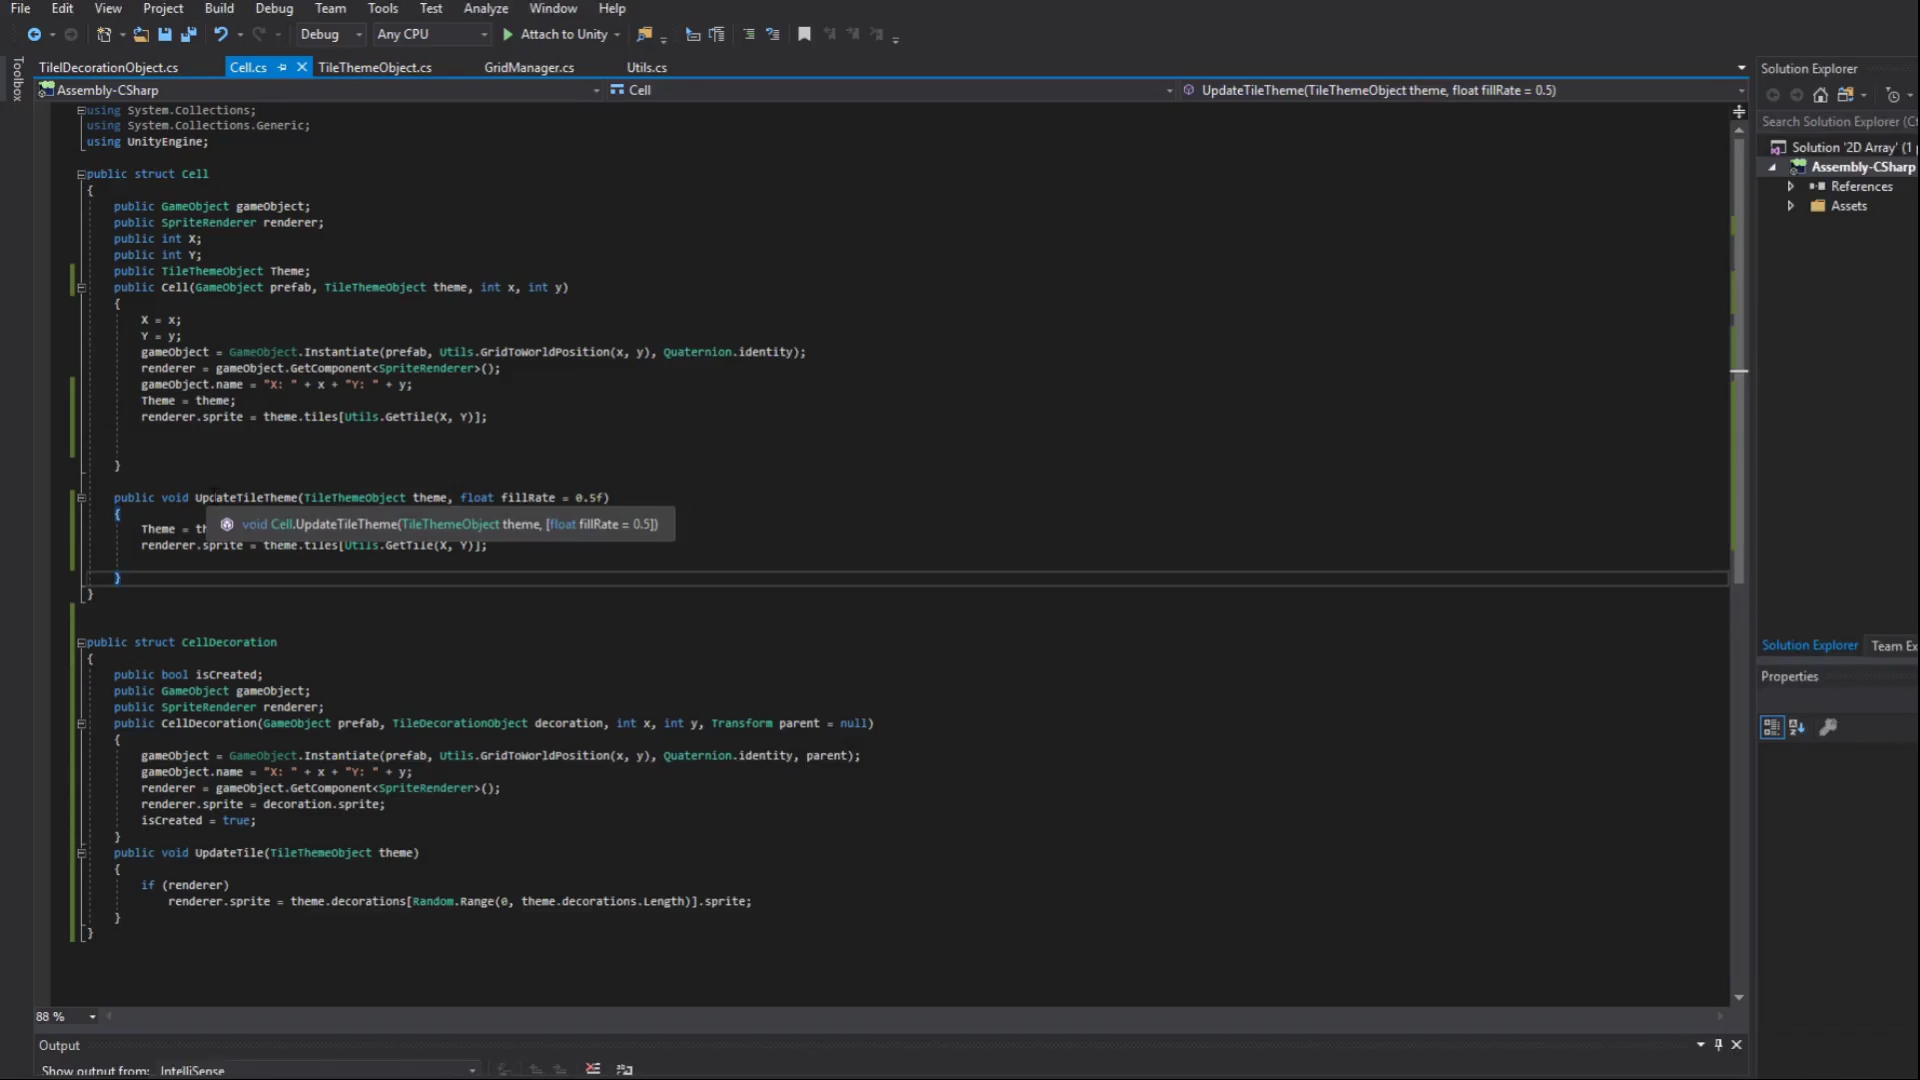 File Edit View Project Build Debug Team Tools Test Analyze Window Help
Debug Any CPU Attach to Unity
Toolbox
TilelDecorationObject.cs Cell.cs TileThemeObject.cs GridManager.cs Utils.cs
Assembly-CSharp Cell UpdateTileTheme(TileThemeObject theme, float fillRate = 0.5)
using System.Collections;
using System.Collections.Generic;
using UnityEngine;
public struct Cell
{
public GameObject gameObject;
public SpriteRenderer renderer;
public int X;
public int Y;
public TileThemeObject Theme;
public Cell(GameObject prefab, TileThemeObject theme, int x, int y)
{
X = x;
Y = y;
gameObject = GameObject.Instantiate(prefab, Utils.GridToWorldPosition(x, y), Quaternion.identity);
renderer = gameObject.GetComponent<SpriteRenderer>();
gameObject.name = "X: " + x + "Y: " + y;
Theme = theme;
renderer.sprite = theme.tiles[Utils.GetTile(X, Y)];
}
public void UpdateTileTheme(TileThemeObject theme, float fillRate = 0.5f)
{
void Cell.UpdateTileTheme(TileThemeObject theme, [float fillRate = 0.5])
Theme = th
renderer.sprite = theme.tiles[Utils.GetTile(X, Y)];
}
}
public struct CellDecoration
{
public bool isCreated;
public GameObject gameObject;
public SpriteRenderer renderer;
public CellDecoration(GameObject prefab, TileDecorationObject decoration, int x, int y, Transform parent = null)
{
gameObject = GameObject.Instantiate(prefab, Utils.GridToWorldPosition(x, y), Quaternion.identity, parent);
gameObject.name = "X: " + x + "Y: " + y;
renderer = gameObject.GetComponent<SpriteRenderer>();
renderer.sprite = decoration.sprite;
isCreated = true;
}
public void UpdateTile(TileThemeObject theme)
{
if (renderer)
renderer.sprite = theme.decorations[Random.Range(0, theme.decorations.Length)].sprite;
}
}
88 %
Output
Show output from: IntelliSense
Solution Explorer
Search Solution Explorer (C
Solution '2D Array' (1
Assembly-CSharp
References
Assets
Solution Explorer Team Ex
Properties